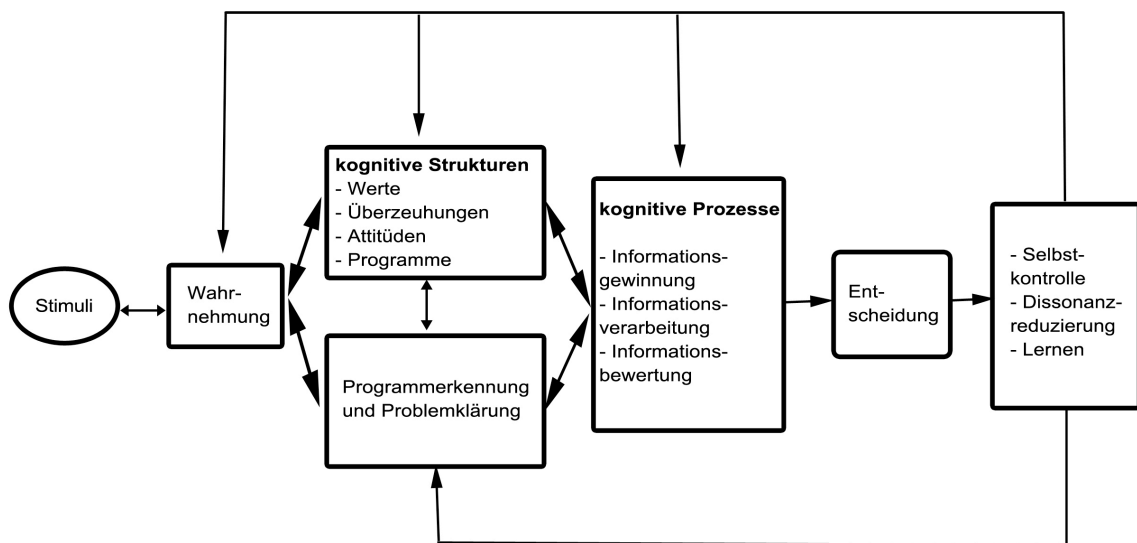 Stimuli
Wahr-
nehmung
kognitive Strukturen
- Werte
- Überzeuhungen
- Attitüden
- Programme
Programmerkennung
und Problemklärung
kognitive Prozesse
- Informations-
gewinnung
- Informations-
verarbeitung
- Informations-
bewertung
Ent-
scheidung
- Selbst-
kontrolle
- Dissonanz-
reduzierung
- Lernen